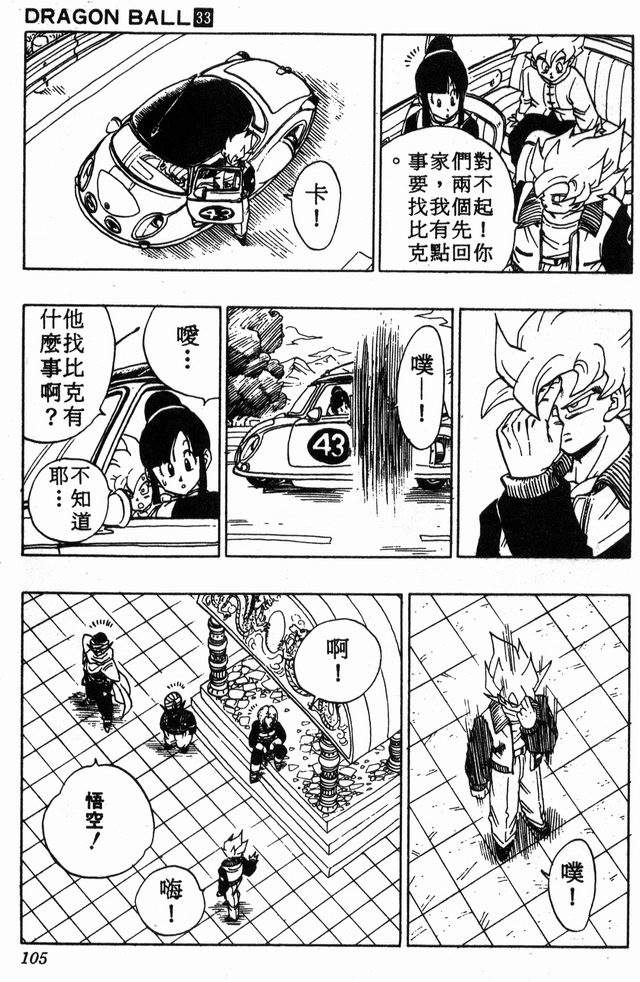 DRAGON BALL 33
對不起！你
們兩個先回
家，我有點
事要找比克
。
卡！
43
噗—！
43
噯…
他找比克有
什麼事啊？
不知道
耶…
噗！
啊！
悟空！
嗨！
105